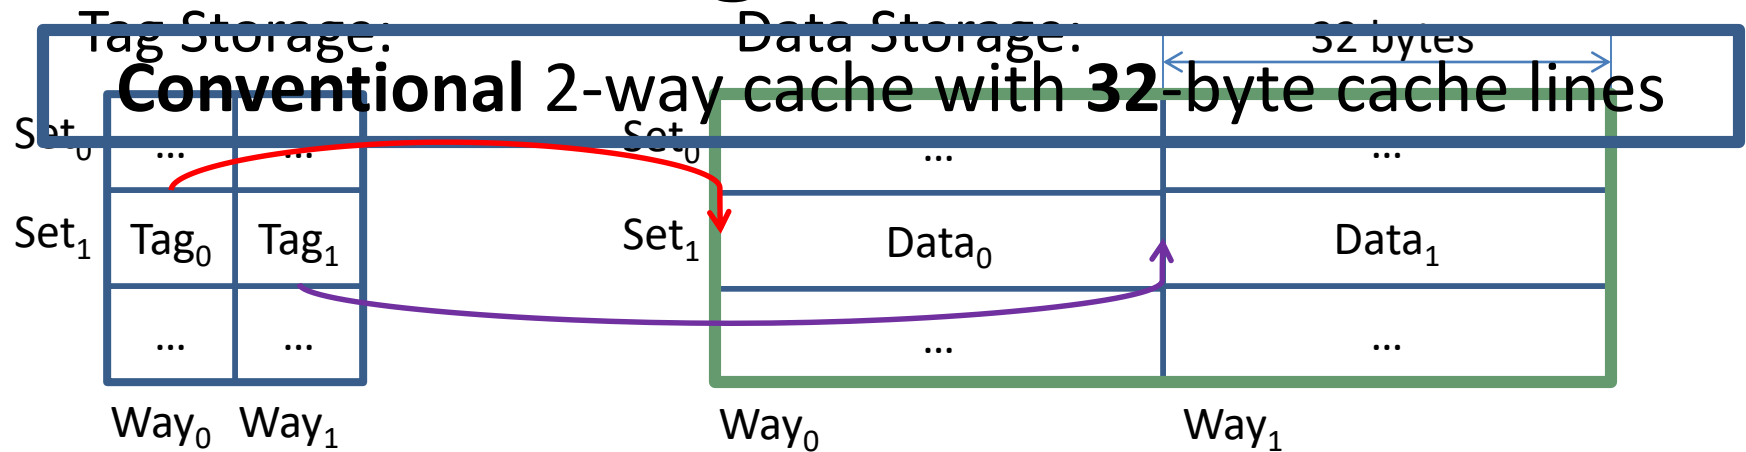 Tag Storage: Data Storage: 32 bytes
Conventional 2-way cache with 32-byte cache lines
Set0 ... ... Set0 ... ...
Set1 Tag0 Tag1 Set1 Data0 Data1
... ... ... ...
Way0 Way1 Way0 Way1